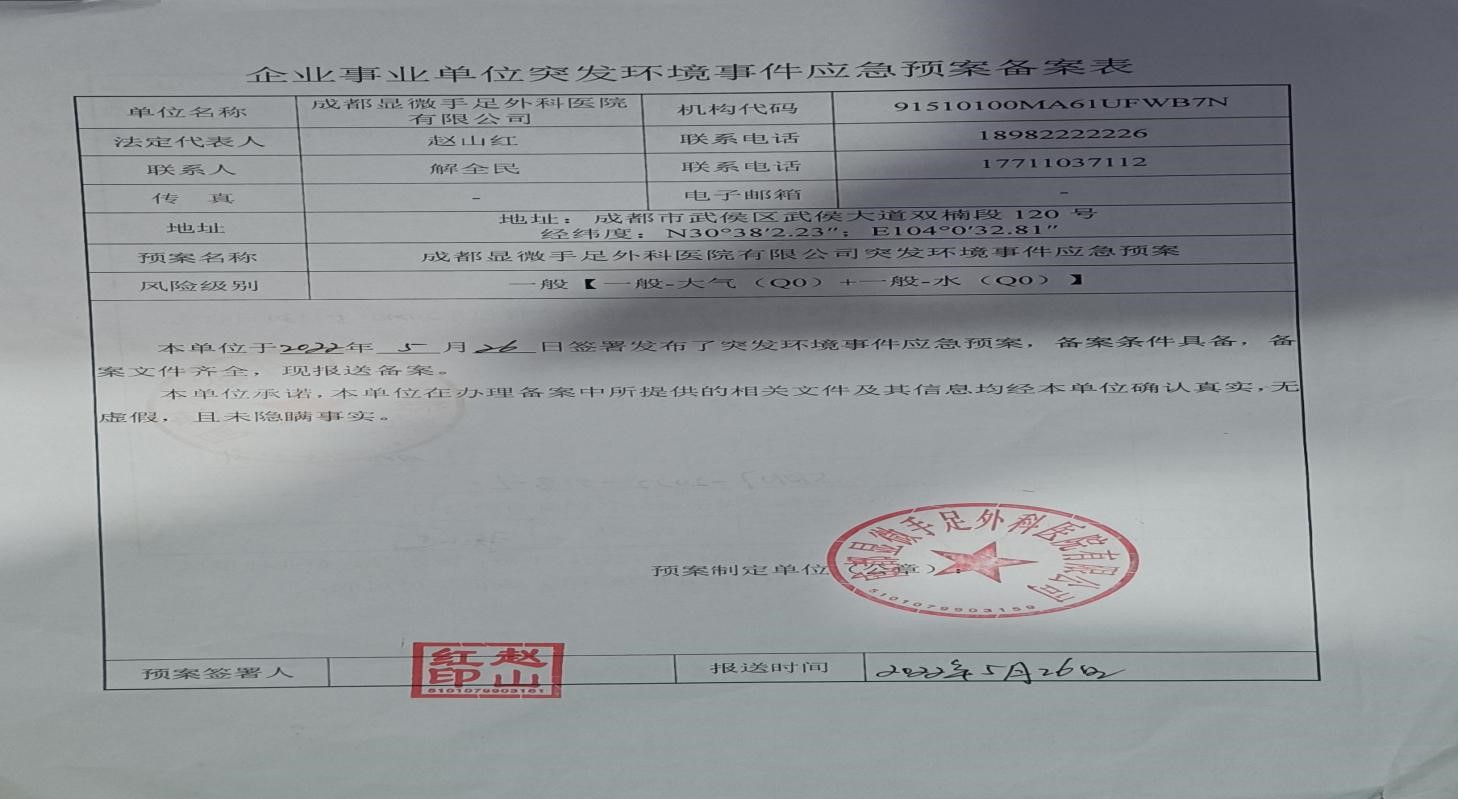 企业事业单位突发环境事件应急预案备案表
单位名称 成都显微手足外科医院有限公司 机构代码 91510100MA61UFWB7N
法定代表人 赵山红 联系电话 18982222226
联系人 解全民 联系电话 17711037112
传 真 - 电子邮箱 -
地址 地址：成都市武侯区武侯大道双楠段 120 号
经纬度：N30°38′2.23″；E104°0′32.81″
预案名称 成都显微手足外科医院有限公司突发环境事件应急预案
风险级别 一般【一般-大气（Q0）+一般-水（Q0）】
本单位于2022年 5 月 26 日签署发布了突发环境事件应急预案，备案条件具备，备
案文件齐全，现报送备案。
本单位承诺,本单位在办理备案中所提供的相关文件及其信息均经本单位确认真实,无
虚假，且未隐瞒事实。
成都显微手足外科医院有限公司
预案制定单位（公章）：
5101079903159
预案签署人 赵山红印 报送时间 2022年5月26日
5101079903161